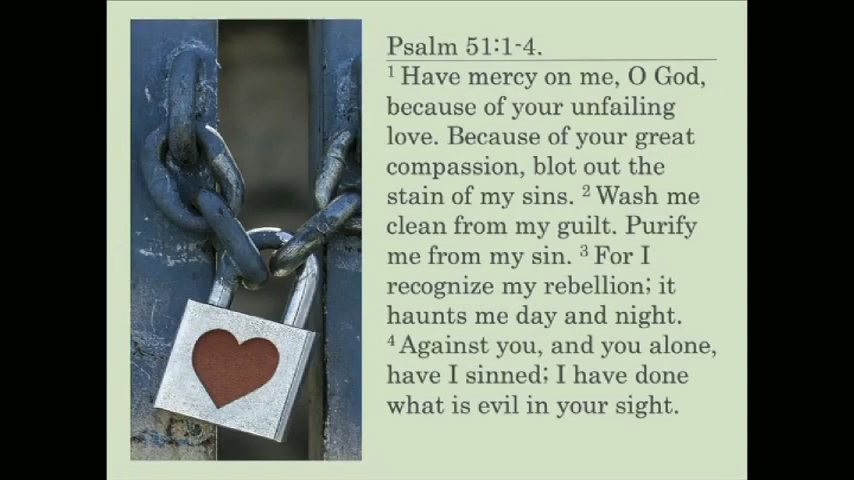 Psalm 51:1-4.
1 Have mercy on me, O God,
because of your unfailing
love. Because of your great
compassion, blot out the
stain of my sins. 2 Wash me
clean from my guilt. Purify
me from my sin. 3 For I
recognize my rebellion; it
haunts me day and night.
4 Against you, and you alone,
have I sinned; I have done
what is evil in your sight.